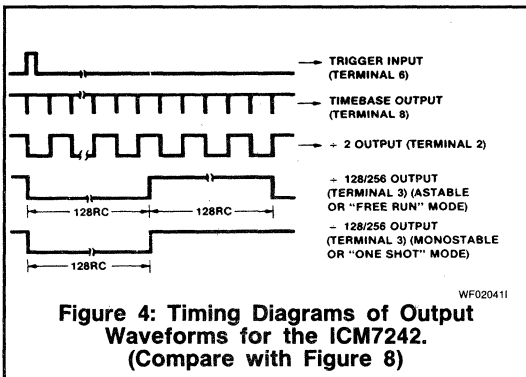 TRIGGER INPUT
(TERMINAL 6)
TIMEBASE OUTPUT
(TERMINAL 8)
÷ 2 OUTPUT (TERMINAL 2)
÷ 128/256 OUTPUT
(TERMINAL 3) (ASTABLE
OR "FREE RUN" MODE)
128RC
128RC
÷ 128/256 OUTPUT
(TERMINAL 3) (MONOSTABLE
OR "ONE SHOT" MODE)
128RC
WF02041I
Figure 4: Timing Diagrams of Output
Waveforms for the ICM7242.
(Compare with Figure 8)